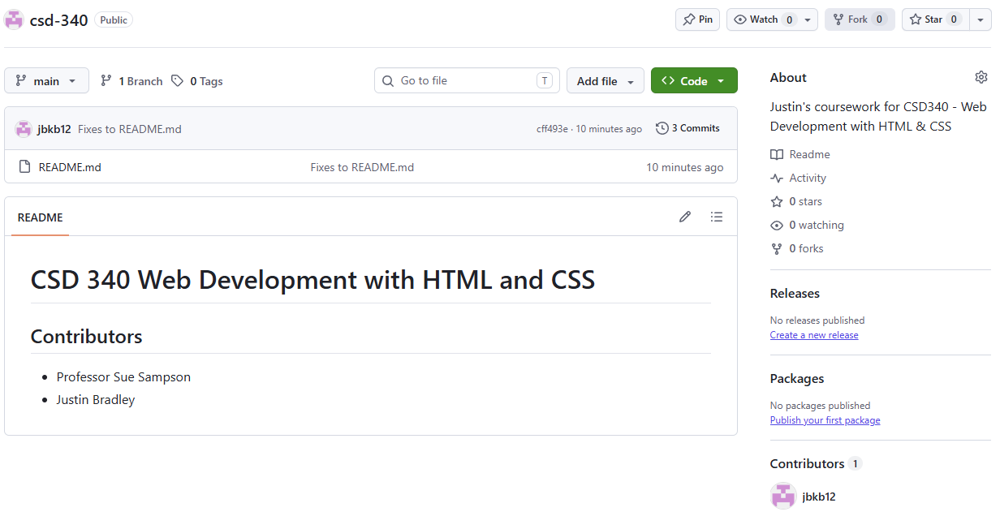 csd-340 Public Pin Watch 0 Fork 0 Star 0
main 1 Branch 0 Tags Go to file T Add file Code
jbkb12 Fixes to README.md cff493e · 10 minutes ago 3 Commits
README.md Fixes to README.md 10 minutes ago
README
CSD 340 Web Development with HTML and CSS
Contributors
Professor Sue Sampson
Justin Bradley
About
Justin's coursework for CSD340 - Web
Development with HTML & CSS
Readme
Activity
0 stars
0 watching
0 forks
Releases
No releases published
Create a new release
Packages
No packages published
Publish your first package
Contributors 1
jbkb12